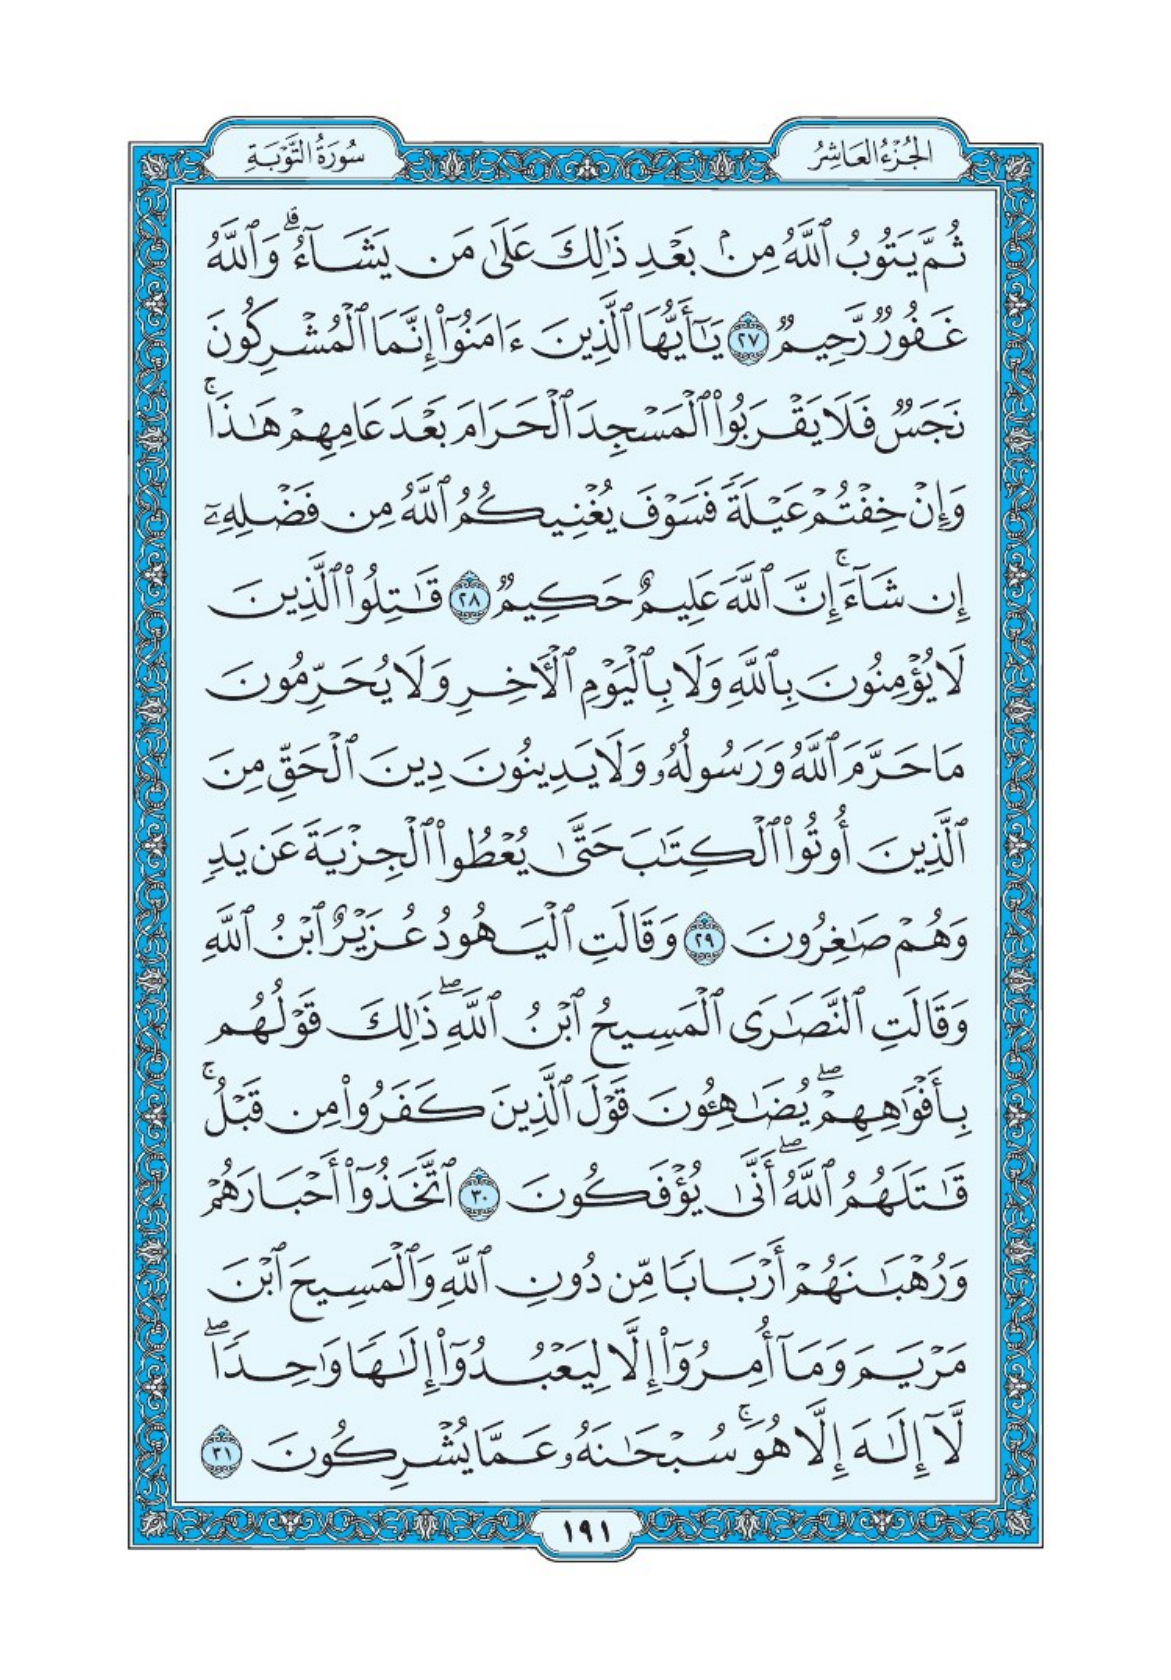 الجُزْءُ العَاشِرُ
سُورَةُ التَّوْبَةِ
ثُمَّ يَتُوبُ ٱللَّهُ مِنۢ بَعْدِ ذَٰلِكَ عَلَىٰ مَن يَشَآءُۗ وَٱللَّهُ
غَفُورٌ رَّحِيمٌ ٢٧ يَٰٓأَيُّهَا ٱلَّذِينَ ءَامَنُوٓا۟ إِنَّمَا ٱلْمُشْرِكُونَ
نَجَسٌ فَلَا يَقْرَبُوا۟ ٱلْمَسْجِدَ ٱلْحَرَامَ بَعْدَ عَامِهِمْ هَٰذَاۚ
وَإِنْ خِفْتُمْ عَيْلَةً فَسَوْفَ يُغْنِيكُمُ ٱللَّهُ مِن فَضْلِهِۦٓ
إِن شَآءَۚ إِنَّ ٱللَّهَ عَلِيمٌ حَكِيمٌ ٢٨ قَٰتِلُوا۟ ٱلَّذِينَ
لَا يُؤْمِنُونَ بِٱللَّهِ وَلَا بِٱلْيَوْمِ ٱلْءَاخِرِ وَلَا يُحَرِّمُونَ
مَا حَرَّمَ ٱللَّهُ وَرَسُولُهُۥ وَلَا يَدِينُونَ دِينَ ٱلْحَقِّ مِنَ
ٱلَّذِينَ أُوتُوا۟ ٱلْكِتَٰبَ حَتَّىٰ يُعْطُوا۟ ٱلْجِزْيَةَ عَن يَدٍ
وَهُمْ صَٰغِرُونَ ٢٩ وَقَالَتِ ٱلْيَهُودُ عُزَيْرٌ ٱبْنُ ٱللَّهِ
وَقَالَتِ ٱلنَّصَٰرَى ٱلْمَسِيحُ ٱبْنُ ٱللَّهِۖ ذَٰلِكَ قَوْلُهُم
بِأَفْوَٰهِهِمْۖ يُضَٰهِـُٔونَ قَوْلَ ٱلَّذِينَ كَفَرُوا۟ مِن قَبْلُۚ
قَٰتَلَهُمُ ٱللَّهُۖ أَنَّىٰ يُؤْفَكُونَ ٣٠ ٱتَّخَذُوٓا۟ أَحْبَارَهُمْ
وَرُهْبَٰنَهُمْ أَرْبَابًا مِّن دُونِ ٱللَّهِ وَٱلْمَسِيحَ ٱبْنَ
مَرْيَمَ وَمَآ أُمِرُوٓا۟ إِلَّا لِيَعْبُدُوٓا۟ إِلَٰهًا وَٰحِدًاۖ
لَّآ إِلَٰهَ إِلَّا هُوَۚ سُبْحَٰنَهُۥ عَمَّا يُشْرِكُونَ ٣١
١٩١